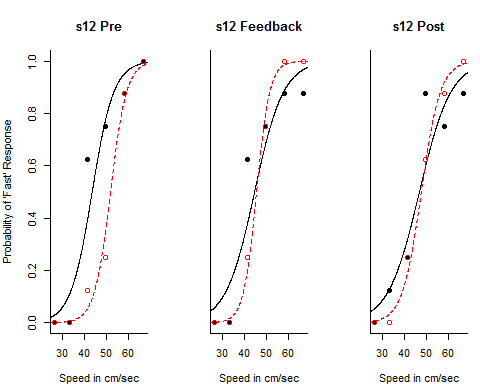 s12 Pre
s12 Feedback
s12 Post
Probability of 'Fast' Response
1.0
0.8
0.6
0.4
0.2
0.0
30 40 50 60
30 40 50 60
30 40 50 60
Speed in cm/sec
Speed in cm/sec
Speed in cm/sec